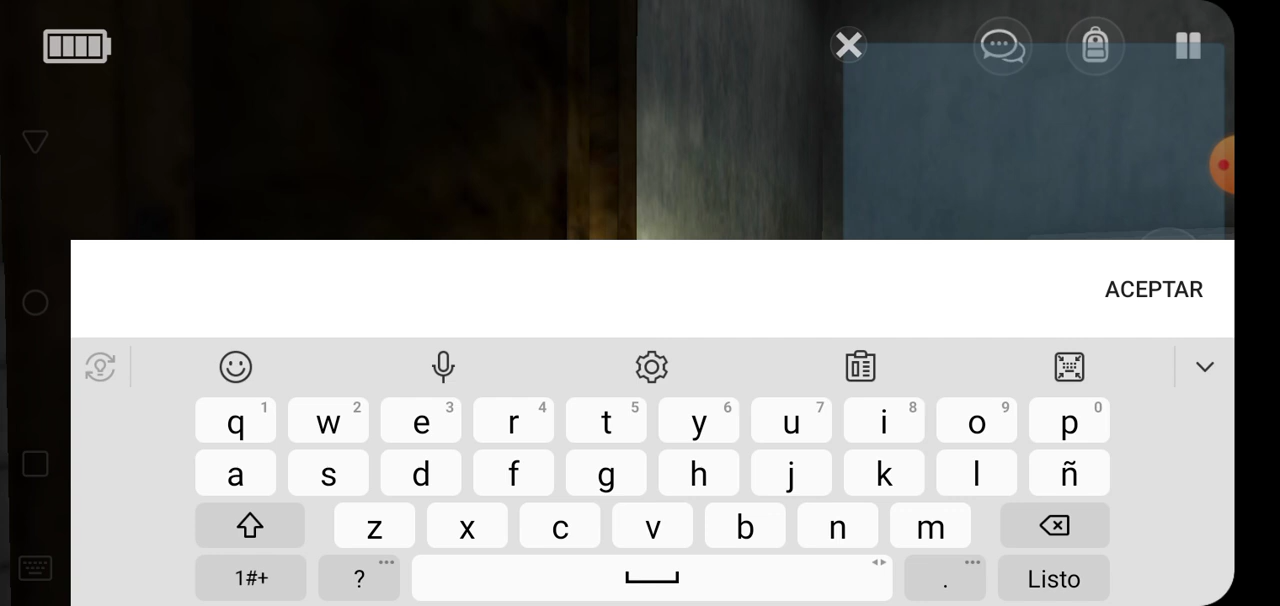 ACEPTAR
q 1 w 2 e 3 r 4 t 5 y 6 u 7 i 8 o 9 p 0
a s d f g h j k l ñ
z x c v b n m
1#+ ? . Listo